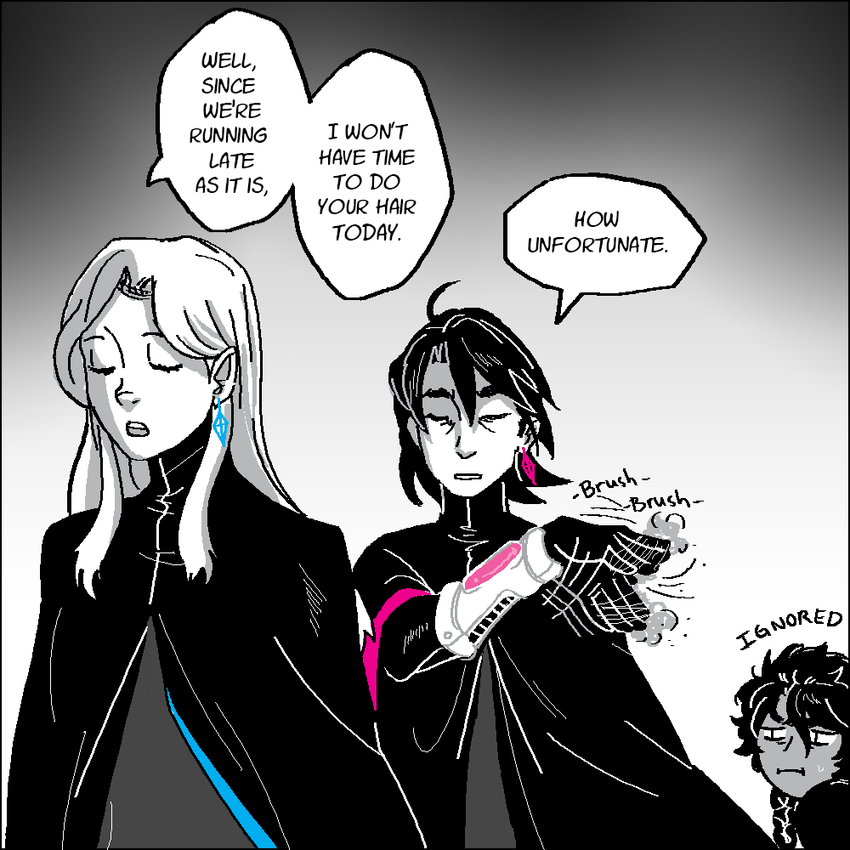 WELL,
SINCE
WE'RE
RUNNING
LATE
AS IT IS,
I WON'T
HAVE TIME
TO DO
YOUR HAIR
TODAY.
HOW
UNFORTUNATE.
-Brush-
-Brush-
IGNORED